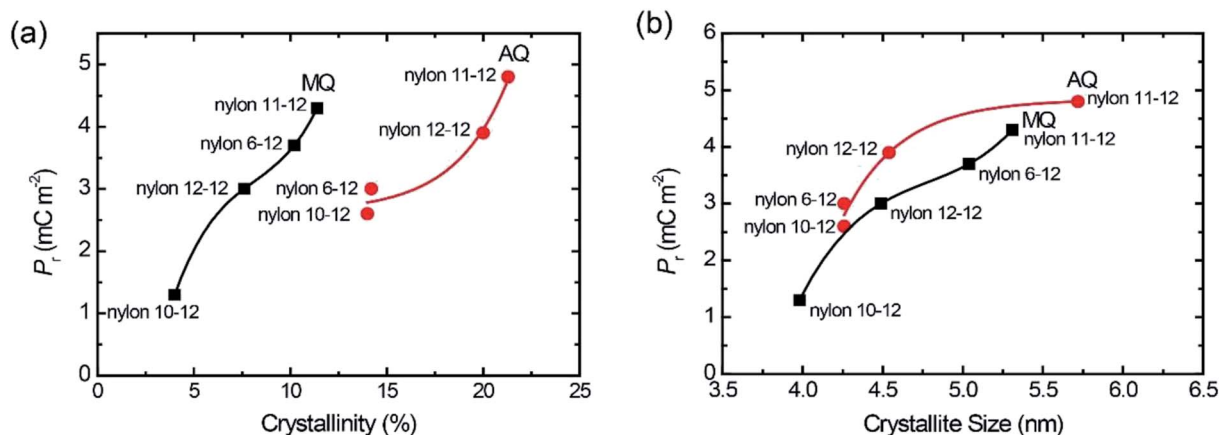 (a)
5
4
3
2
1
0
P_r (mC m⁻²)
MQ
AQ
nylon 11-12
nylon 11-12
nylon 6-12
nylon 12-12
nylon 12-12
nylon 6-12
nylon 10-12
nylon 10-12
0 5 10 15 20 25
Crystallinity (%)
(b)
6
5
4
3
2
1
0
P_r (mC m⁻²)
AQ
nylon 11-12
MQ
nylon 11-12
nylon 12-12
nylon 6-12
nylon 6-12
nylon 12-12
nylon 10-12
nylon 10-12
3.5 4.0 4.5 5.0 5.5 6.0 6.5
Crystallite Size (nm)